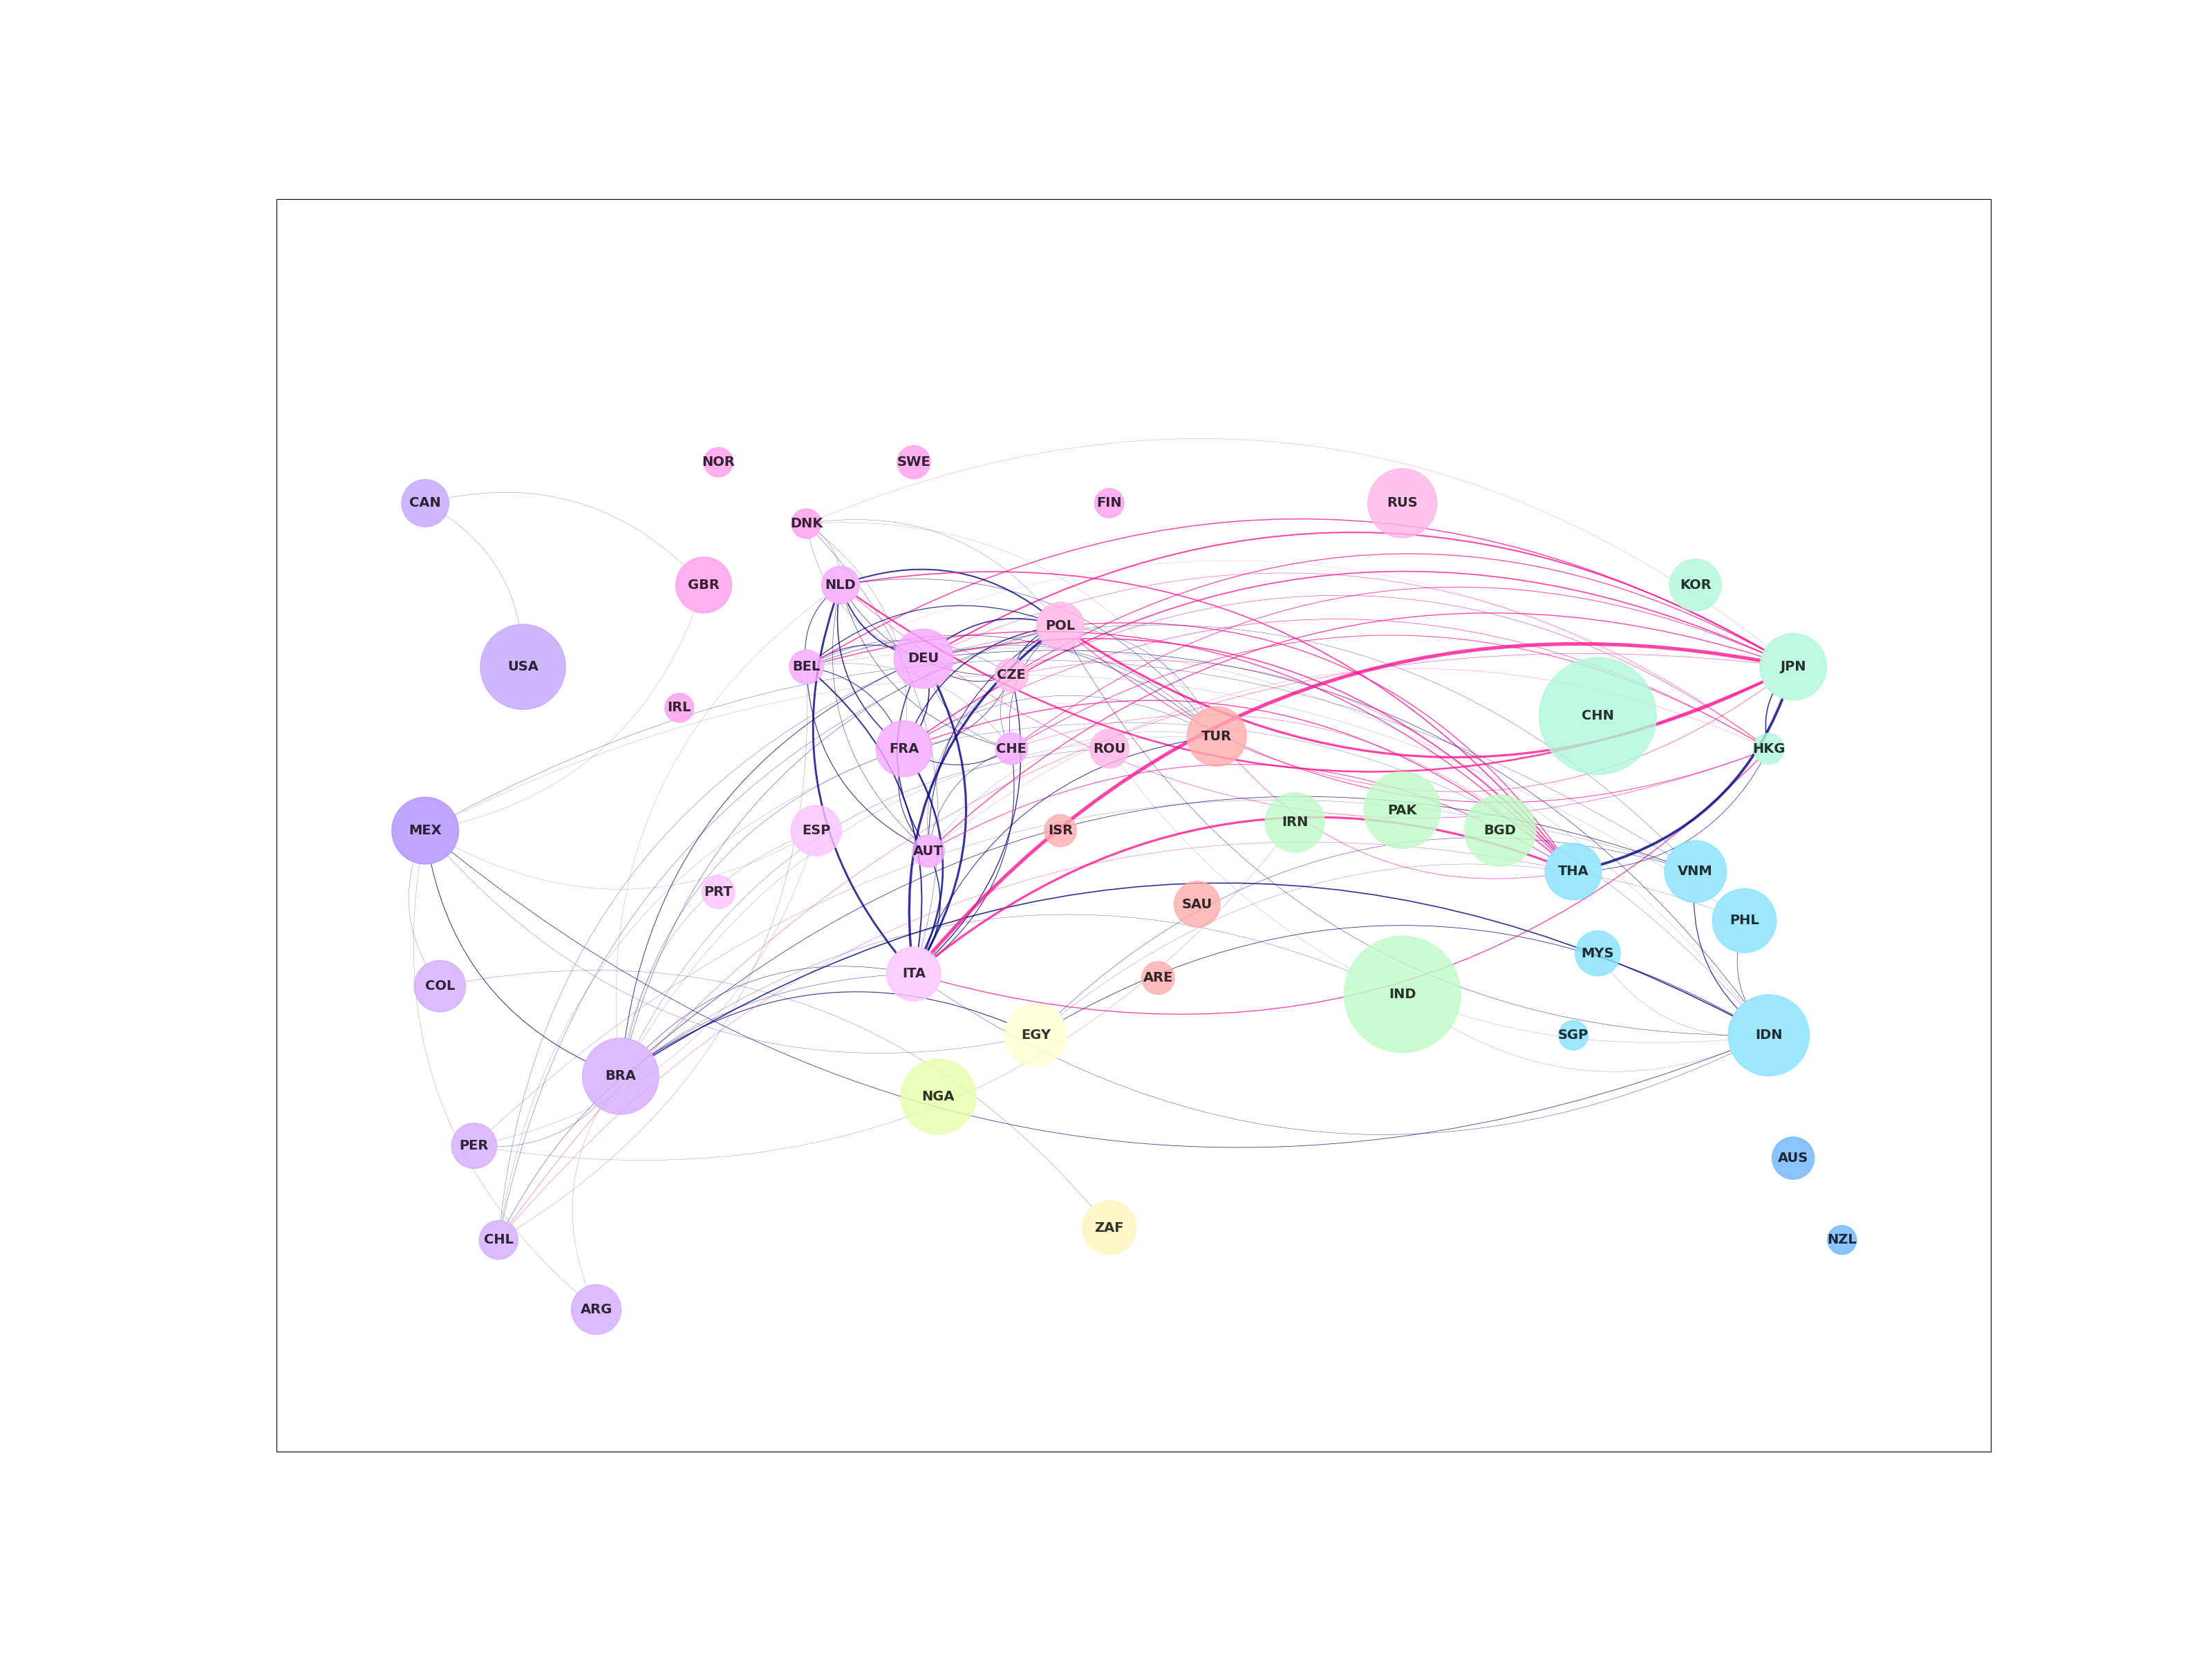 NOR
SWE
CAN
FIN
RUS
DNK
GBR
NLD
KOR
POL
DEU
USA
BEL
CZE
JPN
IRL
CHN
TUR
FRA
CHE
ROU
HKG
PAK
IRN
MEX
ESP
ISR
BGD
AUT
THA
VNM
PRT
SAU
PHL
MYS
ITA
ARE
COL
IND
EGY
SGP
IDN
BRA
NGA
PER
AUS
ZAF
CHL
NZL
ARG